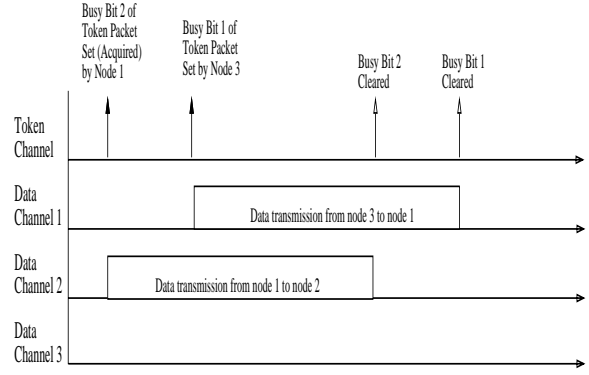 Busy Bit 2 of
Token Packet
Set (Acquired)
by Node 1
Busy Bit 1 of
Token Packet
Set by Node 3
Busy Bit 2
Cleared
Busy Bit 1
Cleared
Token
Channel
Data
Channel 1
Data transmission from node 3 to node 1
Data
Channel 2
Data transmission from node 1 to node 2
Data
Channel 3